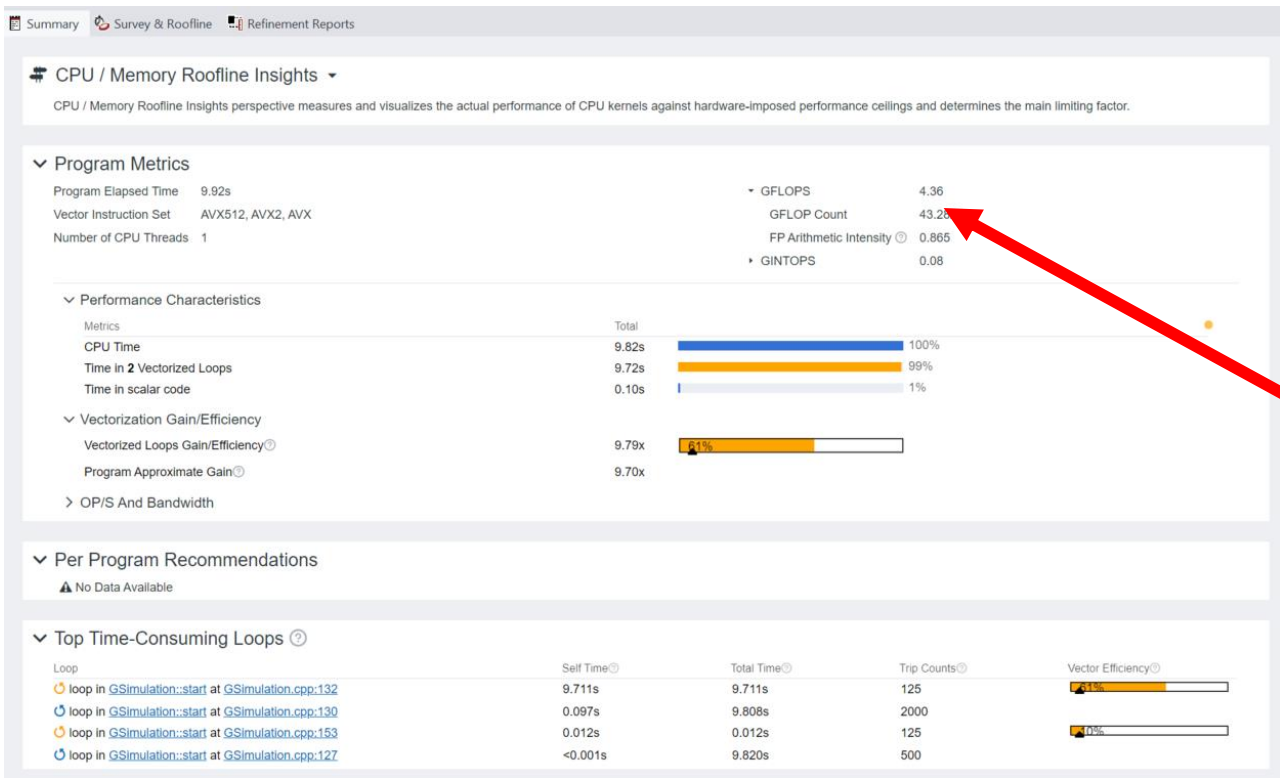 Summary Survey & Roofline Refinement Reports
CPU / Memory Roofline Insights
CPU / Memory Roofline Insights perspective measures and visualizes the actual performance of CPU kernels against hardware-imposed performance ceilings and determines the main limiting factor.
Program Metrics
Program Elapsed Time 9.92s
Vector Instruction Set AVX512, AVX2, AVX
Number of CPU Threads 1
GFLOPS 4.36
GFLOP Count 43.28
FP Arithmetic Intensity 0.865
GINTOPS 0.08
Performance Characteristics
Metrics Total
CPU Time 9.82s 100%
Time in 2 Vectorized Loops 9.72s 99%
Time in scalar code 0.10s 1%
Vectorization Gain/Efficiency
Vectorized Loops Gain/Efficiency 9.79x 61%
Program Approximate Gain 9.70x
OP/S And Bandwidth
Per Program Recommendations
No Data Available
Top Time-Consuming Loops
Loop Self Time Total Time Trip Counts Vector Efficiency
loop in GSimulation::start at GSimulation.cpp:132 9.711s 9.711s 125 61%
loop in GSimulation::start at GSimulation.cpp:130 0.097s 9.808s 2000
loop in GSimulation::start at GSimulation.cpp:153 0.012s 0.012s 125 10%
loop in GSimulation::start at GSimulation.cpp:127 <0.001s 9.820s 500